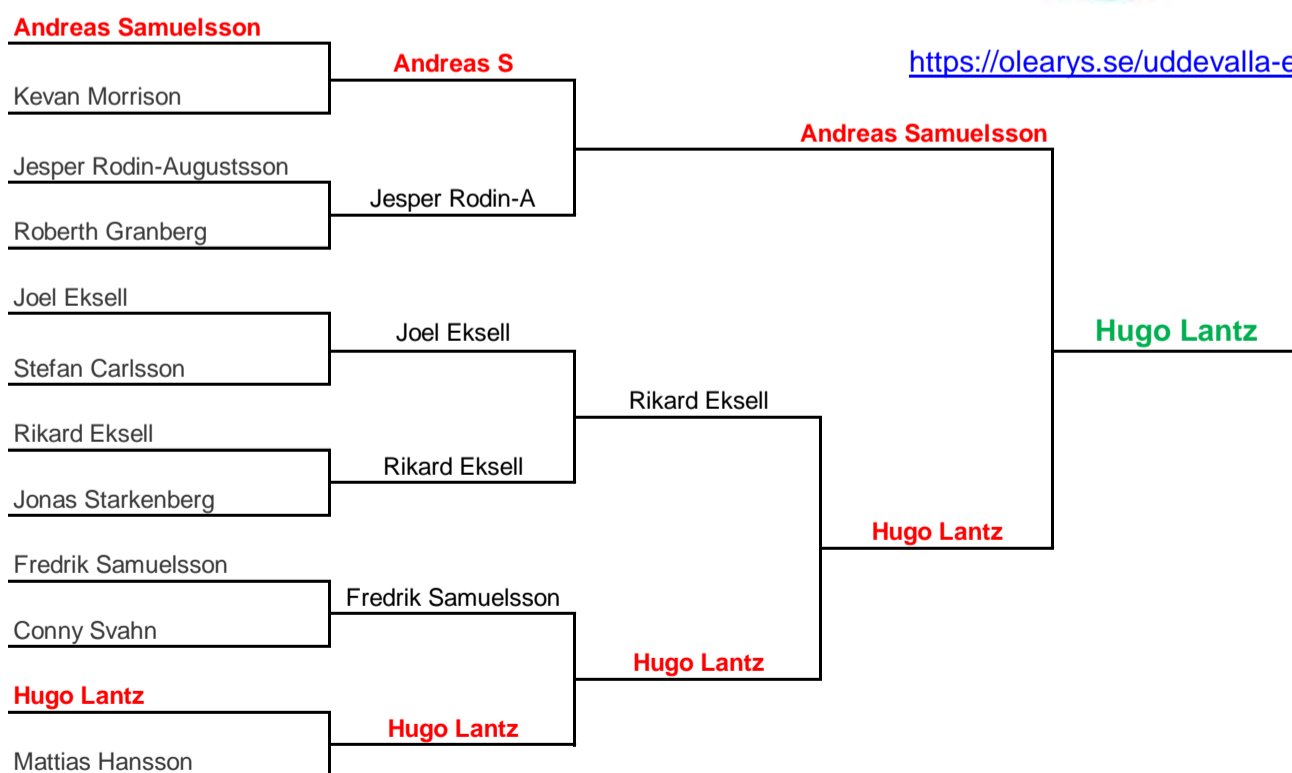 Andreas Samuelsson
Andreas S
https://olearys.se/uddevalla-e
Kevan Morrison
Andreas Samuelsson
Jesper Rodin-Augustsson
Jesper Rodin-A
Roberth Granberg
Joel Eksell
Joel Eksell
Hugo Lantz
Stefan Carlsson
Rikard Eksell
Rikard Eksell
Rikard Eksell
Jonas Starkenberg
Hugo Lantz
Fredrik Samuelsson
Fredrik Samuelsson
Conny Svahn
Hugo Lantz
Hugo Lantz
Hugo Lantz
Mattias Hansson